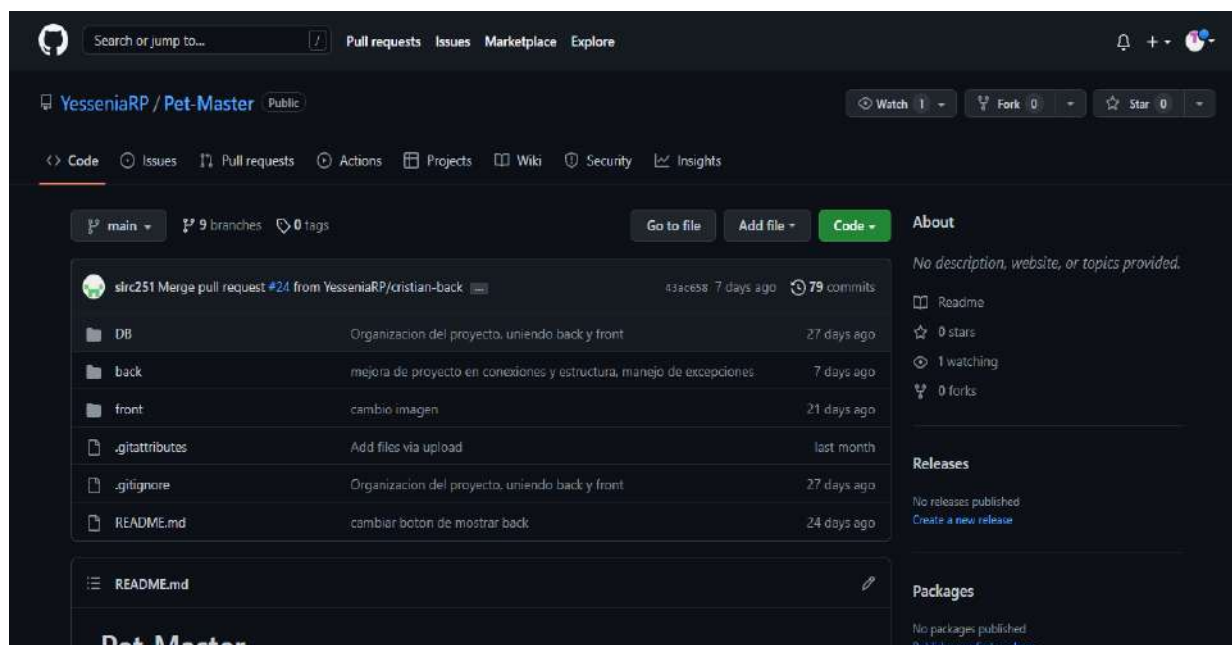 Search or jump to... / Pull requests Issues Marketplace Explore
YesseniaRP / Pet-Master Public
Watch 1 Fork 0 Star 0
Code Issues Pull requests Actions Projects Wiki Security Insights
main 9 branches 0 tags Go to file Add file Code
sirc251 Merge pull request #24 from YesseniaRP/cristian-back ... 43ac658 7 days ago 79 commits
DB Organizacion del proyecto, uniendo back y front 27 days ago
back mejora de proyecto en conexiones y estructura, manejo de excepciones 7 days ago
front cambio imagen 21 days ago
.gitattributes Add files via upload last month
.gitignore Organizacion del proyecto, uniendo back y front 27 days ago
README.md cambiar boton de mostrar back 24 days ago
README.md
Pet-Master
About
No description, website, or topics provided.
Readme
0 stars
1 watching
0 forks
Releases
No releases published
Create a new release
Packages
No packages published